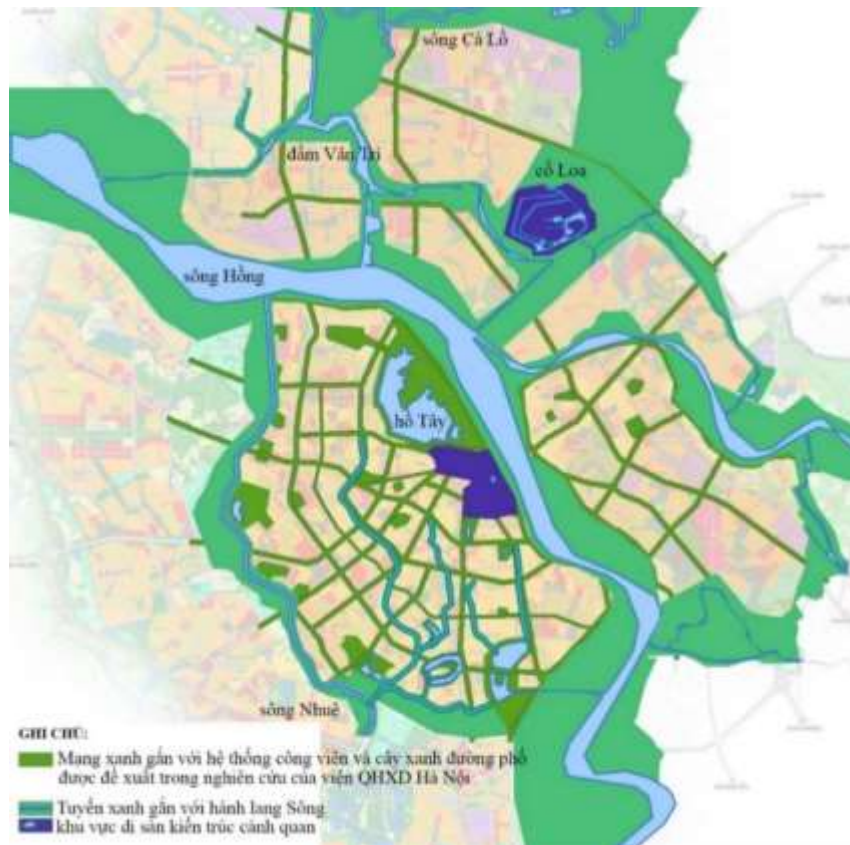 sông Cà Lồ
đầm Vân Trì
cổ Loa
sông Hồng
hồ Tây
sông Nhuệ
GHI CHÚ:
Mạng xanh gắn với hệ thống công viên và cây xanh đường phố
được đề xuất trong nghiên cứu của viện QHXD Hà Nội
Tuyến xanh gắn với hành lang Sông
khu vực di sản kiến trúc cảnh quan